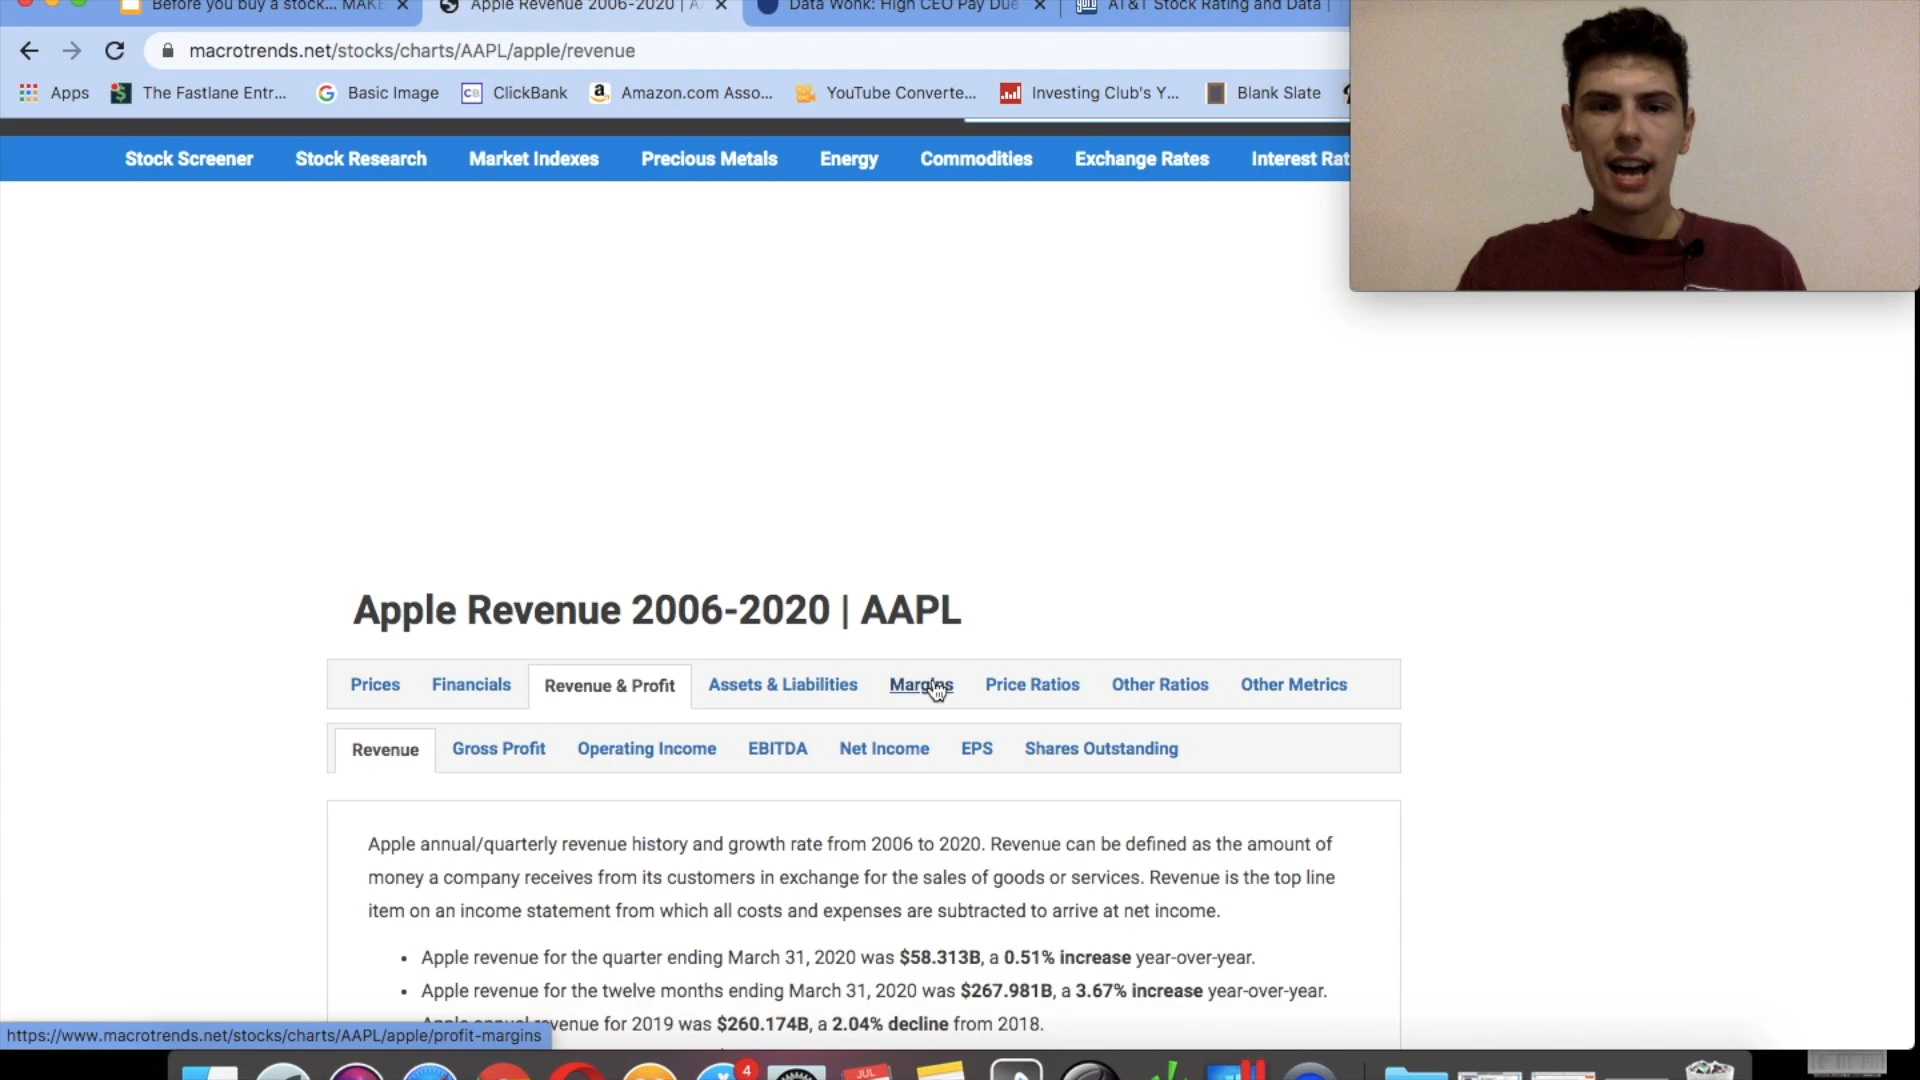 Before you buy a stock... MAKE
Apple Revenue 2006-2020 | A
Data Wonk: High CEO Pay Due
AT&T Stock Rating and Data |
macrotrends.net/stocks/charts/AAPL/apple/revenue
Apps
The Fastlane Entr...
Basic Image
CB ClickBank
Amazon.com Asso...
YouTube Converte...
Investing Club's Y...
Blank Slate
Stock Screener
Stock Research
Market Indexes
Precious Metals
Energy
Commodities
Exchange Rates
Interest Rat
Apple Revenue 2006-2020 | AAPL
Prices
Financials
Revenue & Profit
Assets & Liabilities
Margins
Price Ratios
Other Ratios
Other Metrics
Revenue
Gross Profit
Operating Income
EBITDA
Net Income
EPS
Shares Outstanding
Apple annual/quarterly revenue history and growth rate from 2006 to 2020. Revenue can be defined as the amount of
money a company receives from its customers in exchange for the sales of goods or services. Revenue is the top line
item on an income statement from which all costs and expenses are subtracted to arrive at net income.
• Apple revenue for the quarter ending March 31, 2020 was $58.313B, a 0.51% increase year-over-year.
• Apple revenue for the twelve months ending March 31, 2020 was $267.981B, a 3.67% increase year-over-year.
revenue for 2019 was $260.174B, a 2.04% decline from 2018.
https://www.macrotrends.net/stocks/charts/AAPL/apple/profit-margins
4
JUL